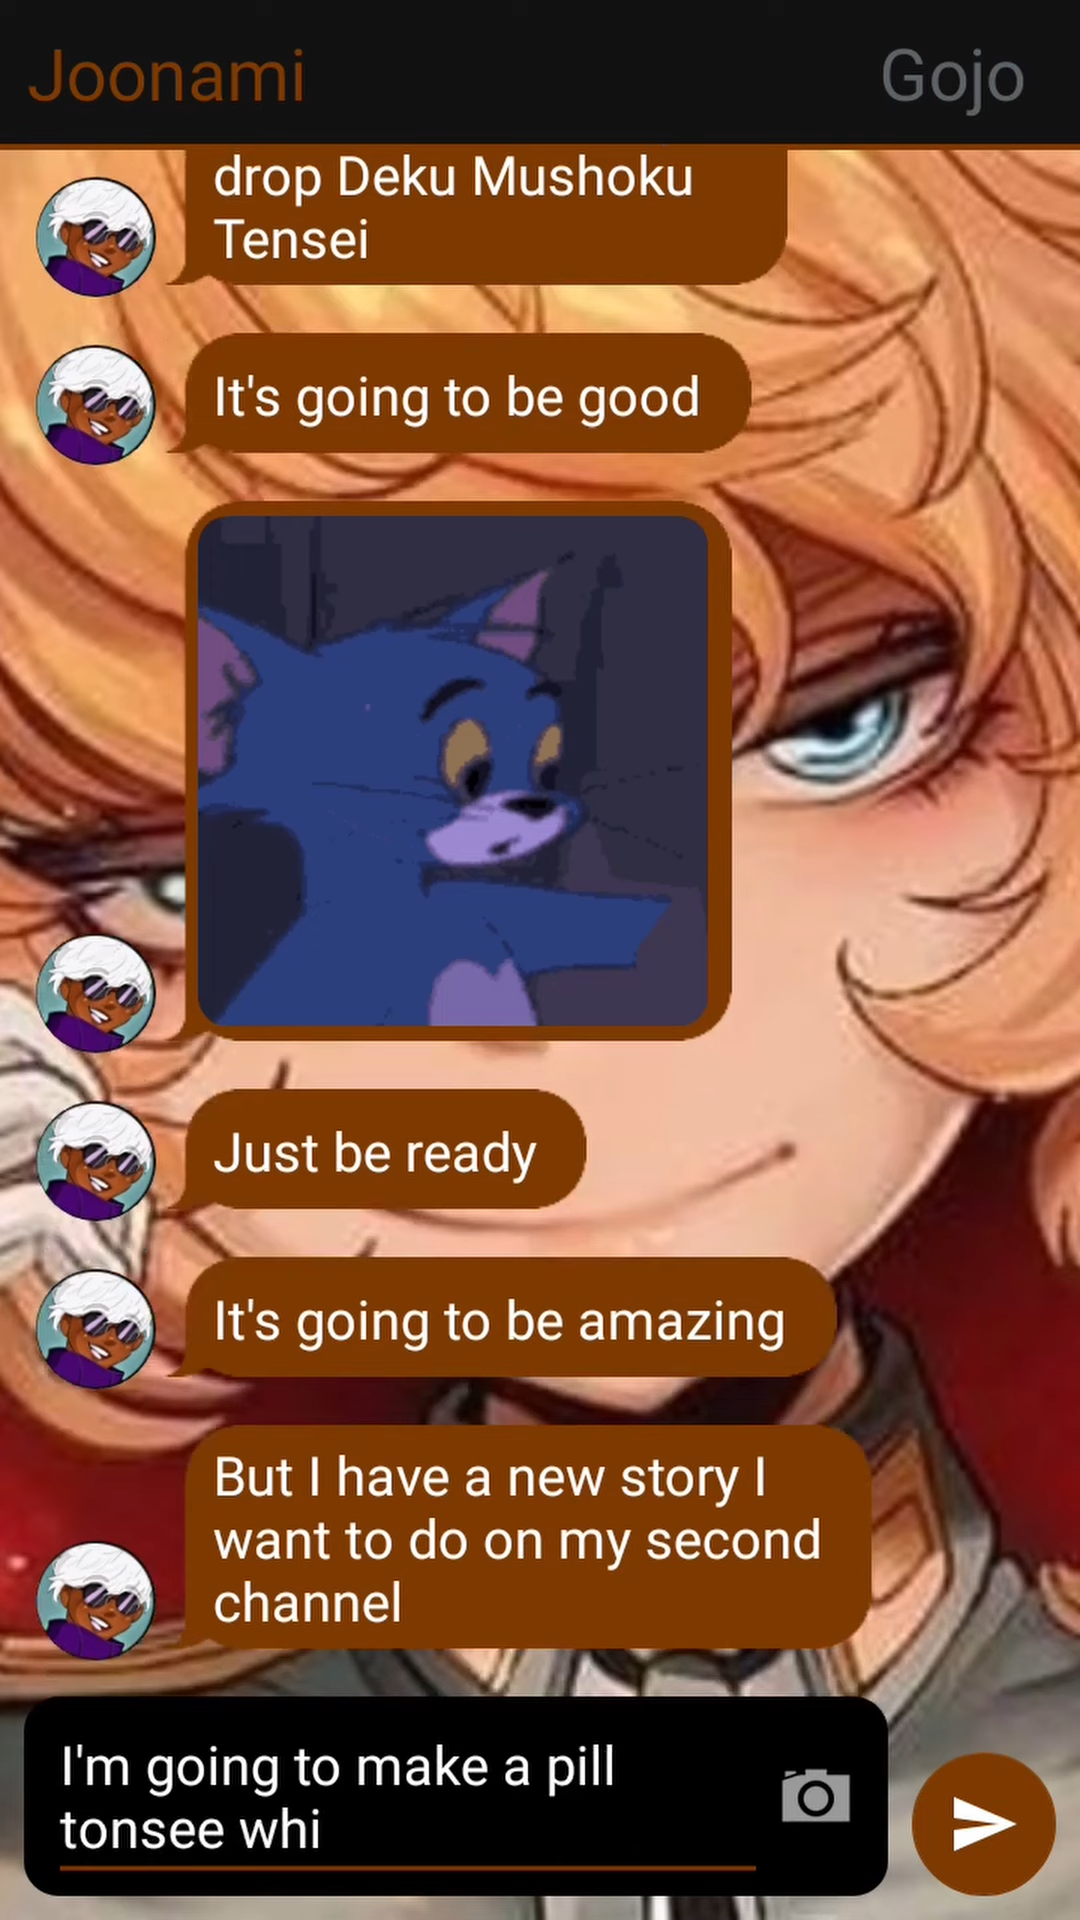 Joonami
Gojo
drop Deku Mushoku
Tensei
It's going to be good
Just be ready
It's going to be amazing
But I have a new story I
want to do on my second
channel
I'm going to make a pill
tonsee whi